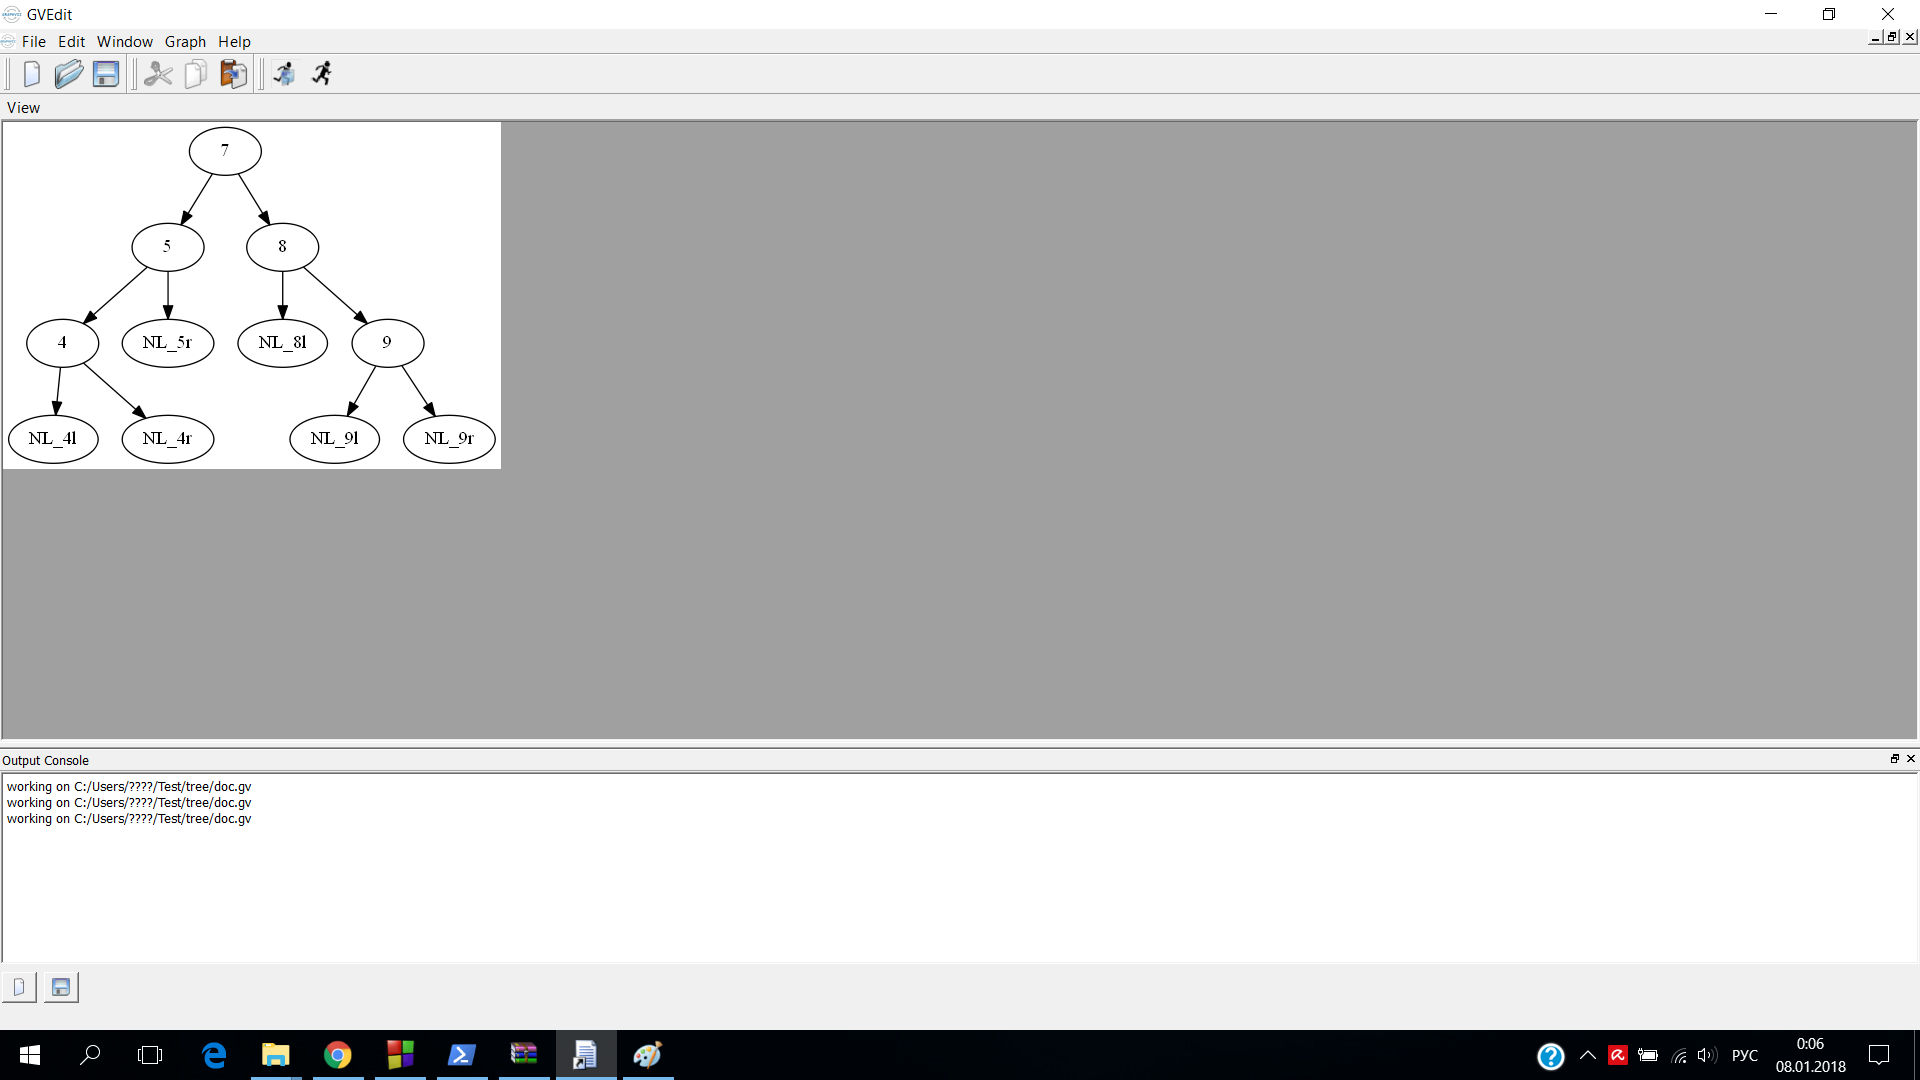 GVEdit
File Edit Window Graph Help
View
7
5 8
4 NL_5r NL_8l 9
NL_4l NL_4r NL_9l NL_9r
Output Console
working on C:/Users/????/Test/tree/doc.gv
working on C:/Users/????/Test/tree/doc.gv
working on C:/Users/????/Test/tree/doc.gv
РУС
0:06
08.01.2018